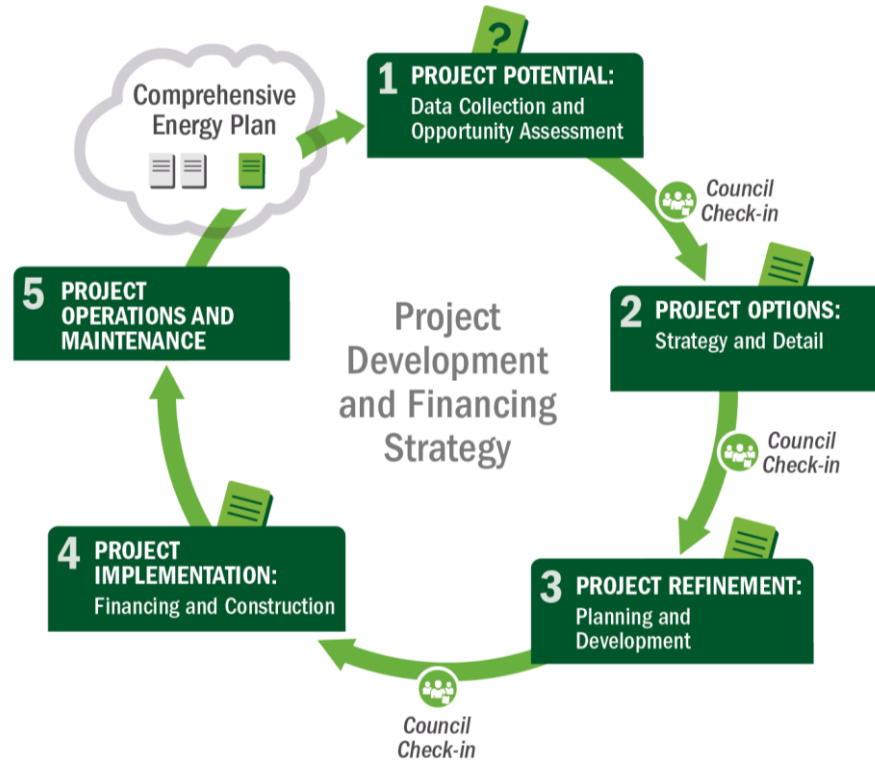 Comprehensive
Energy Plan
?
1 PROJECT POTENTIAL:
Data Collection and
Opportunity Assessment
Council
Check-in
2 PROJECT OPTIONS:
Strategy and Detail
Council
Check-in
3 PROJECT REFINEMENT:
Planning and
Development
Council
Check-in
4 PROJECT
IMPLEMENTATION:
Financing and Construction
5 PROJECT
OPERATIONS AND
MAINTENANCE
Project
Development
and Financing
Strategy